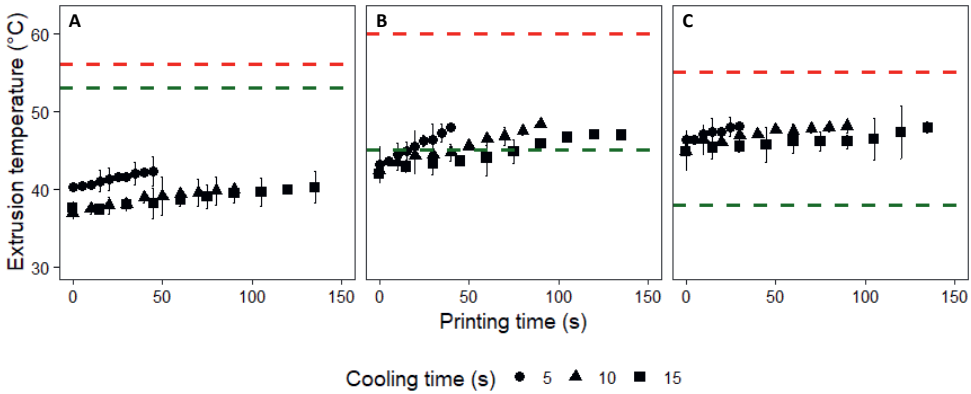 A B C
Extrusion temperature (°C)
60
50
40
30
0 50 100 150 0 50 100 150 0 50 100 150
Printing time (s)
Cooling time (s) 5 10 15